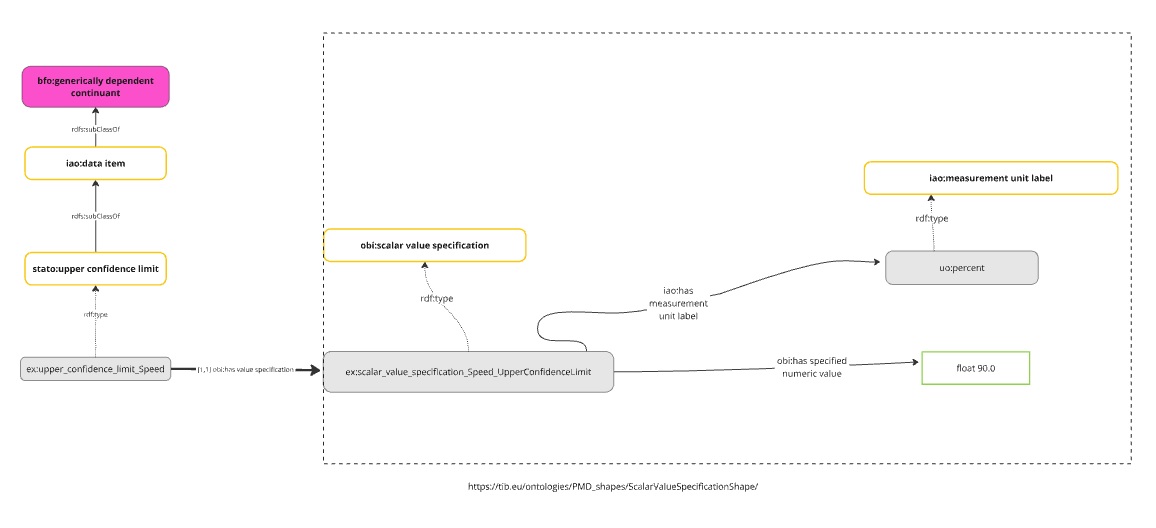 bfo:generically dependent
continuant
rdfs:subClassOf
iao:data item
rdfs:subClassOf
stato:upper confidence limit
rdf:type
ex:upper_confidence_limit_Speed
[1,1] obi:has value specification
obi:scalar value specification
rdf:type
ex:scalar_value_specification_Speed_UpperConfidenceLimit
iao:has
measurement
unit label
iao:measurement unit label
rdf:type
uo:percent
obi:has specified
numeric value
float 90.0
https://tib.eu/ontologies/PMD_shapes/ScalarValueSpecificationShape/